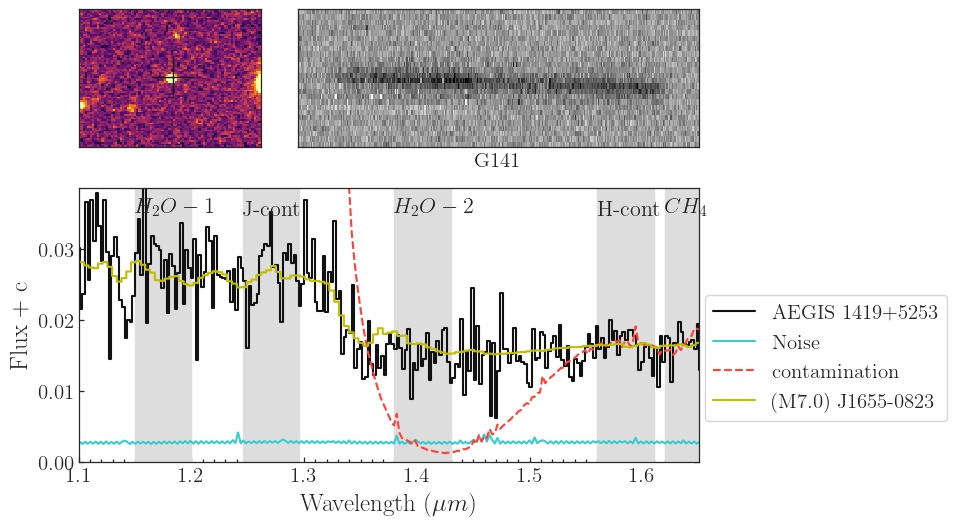 G141
H₂O − 1
J-cont
H₂O − 2
H-cont
CH₄
Flux + c
0.03
0.02
0.01
0.00
1.1
1.2
1.3
1.4
1.5
1.6
Wavelength (μm)
AEGIS 1419+5253
Noise
contamination
(M7.0) J1655-0823